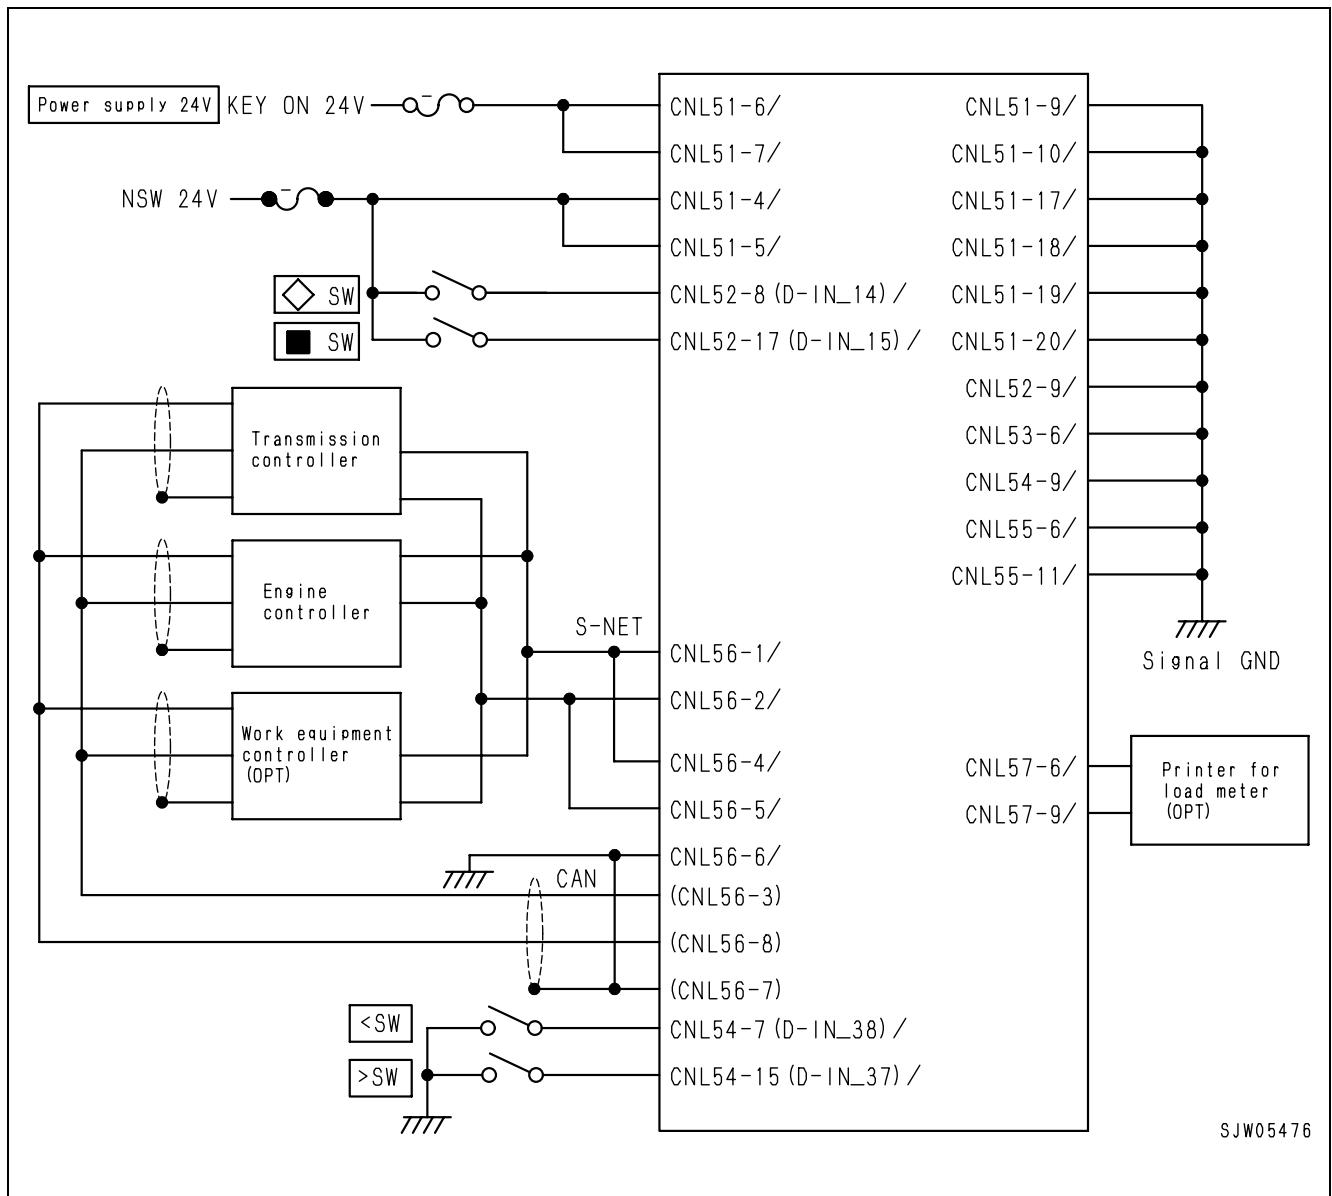 Power supply 24V KEY ON 24V
CNL51-6/
CNL51-7/
NSW 24V
CNL51-4/
CNL51-5/
◇ SW
CNL52-8(D-IN_14)/
■ SW
CNL52-17(D-IN_15)/
CNL51-9/
CNL51-10/
CNL51-17/
CNL51-18/
CNL51-19/
CNL51-20/
CNL52-9/
CNL53-6/
CNL54-9/
CNL55-6/
CNL55-11/
Signal GND
Transmission
controller
Engine
controller
Work equipment
controller
(OPT)
S-NET
CNL56-1/
CNL56-2/
CNL56-4/
CNL56-5/
CNL56-6/
CAN
(CNL56-3)
(CNL56-8)
(CNL56-7)
<SW
CNL54-7(D-IN_38)/
>SW
CNL54-15(D-IN_37)/
CNL57-6/
CNL57-9/
Printer for
load meter
(OPT)
SJW05476